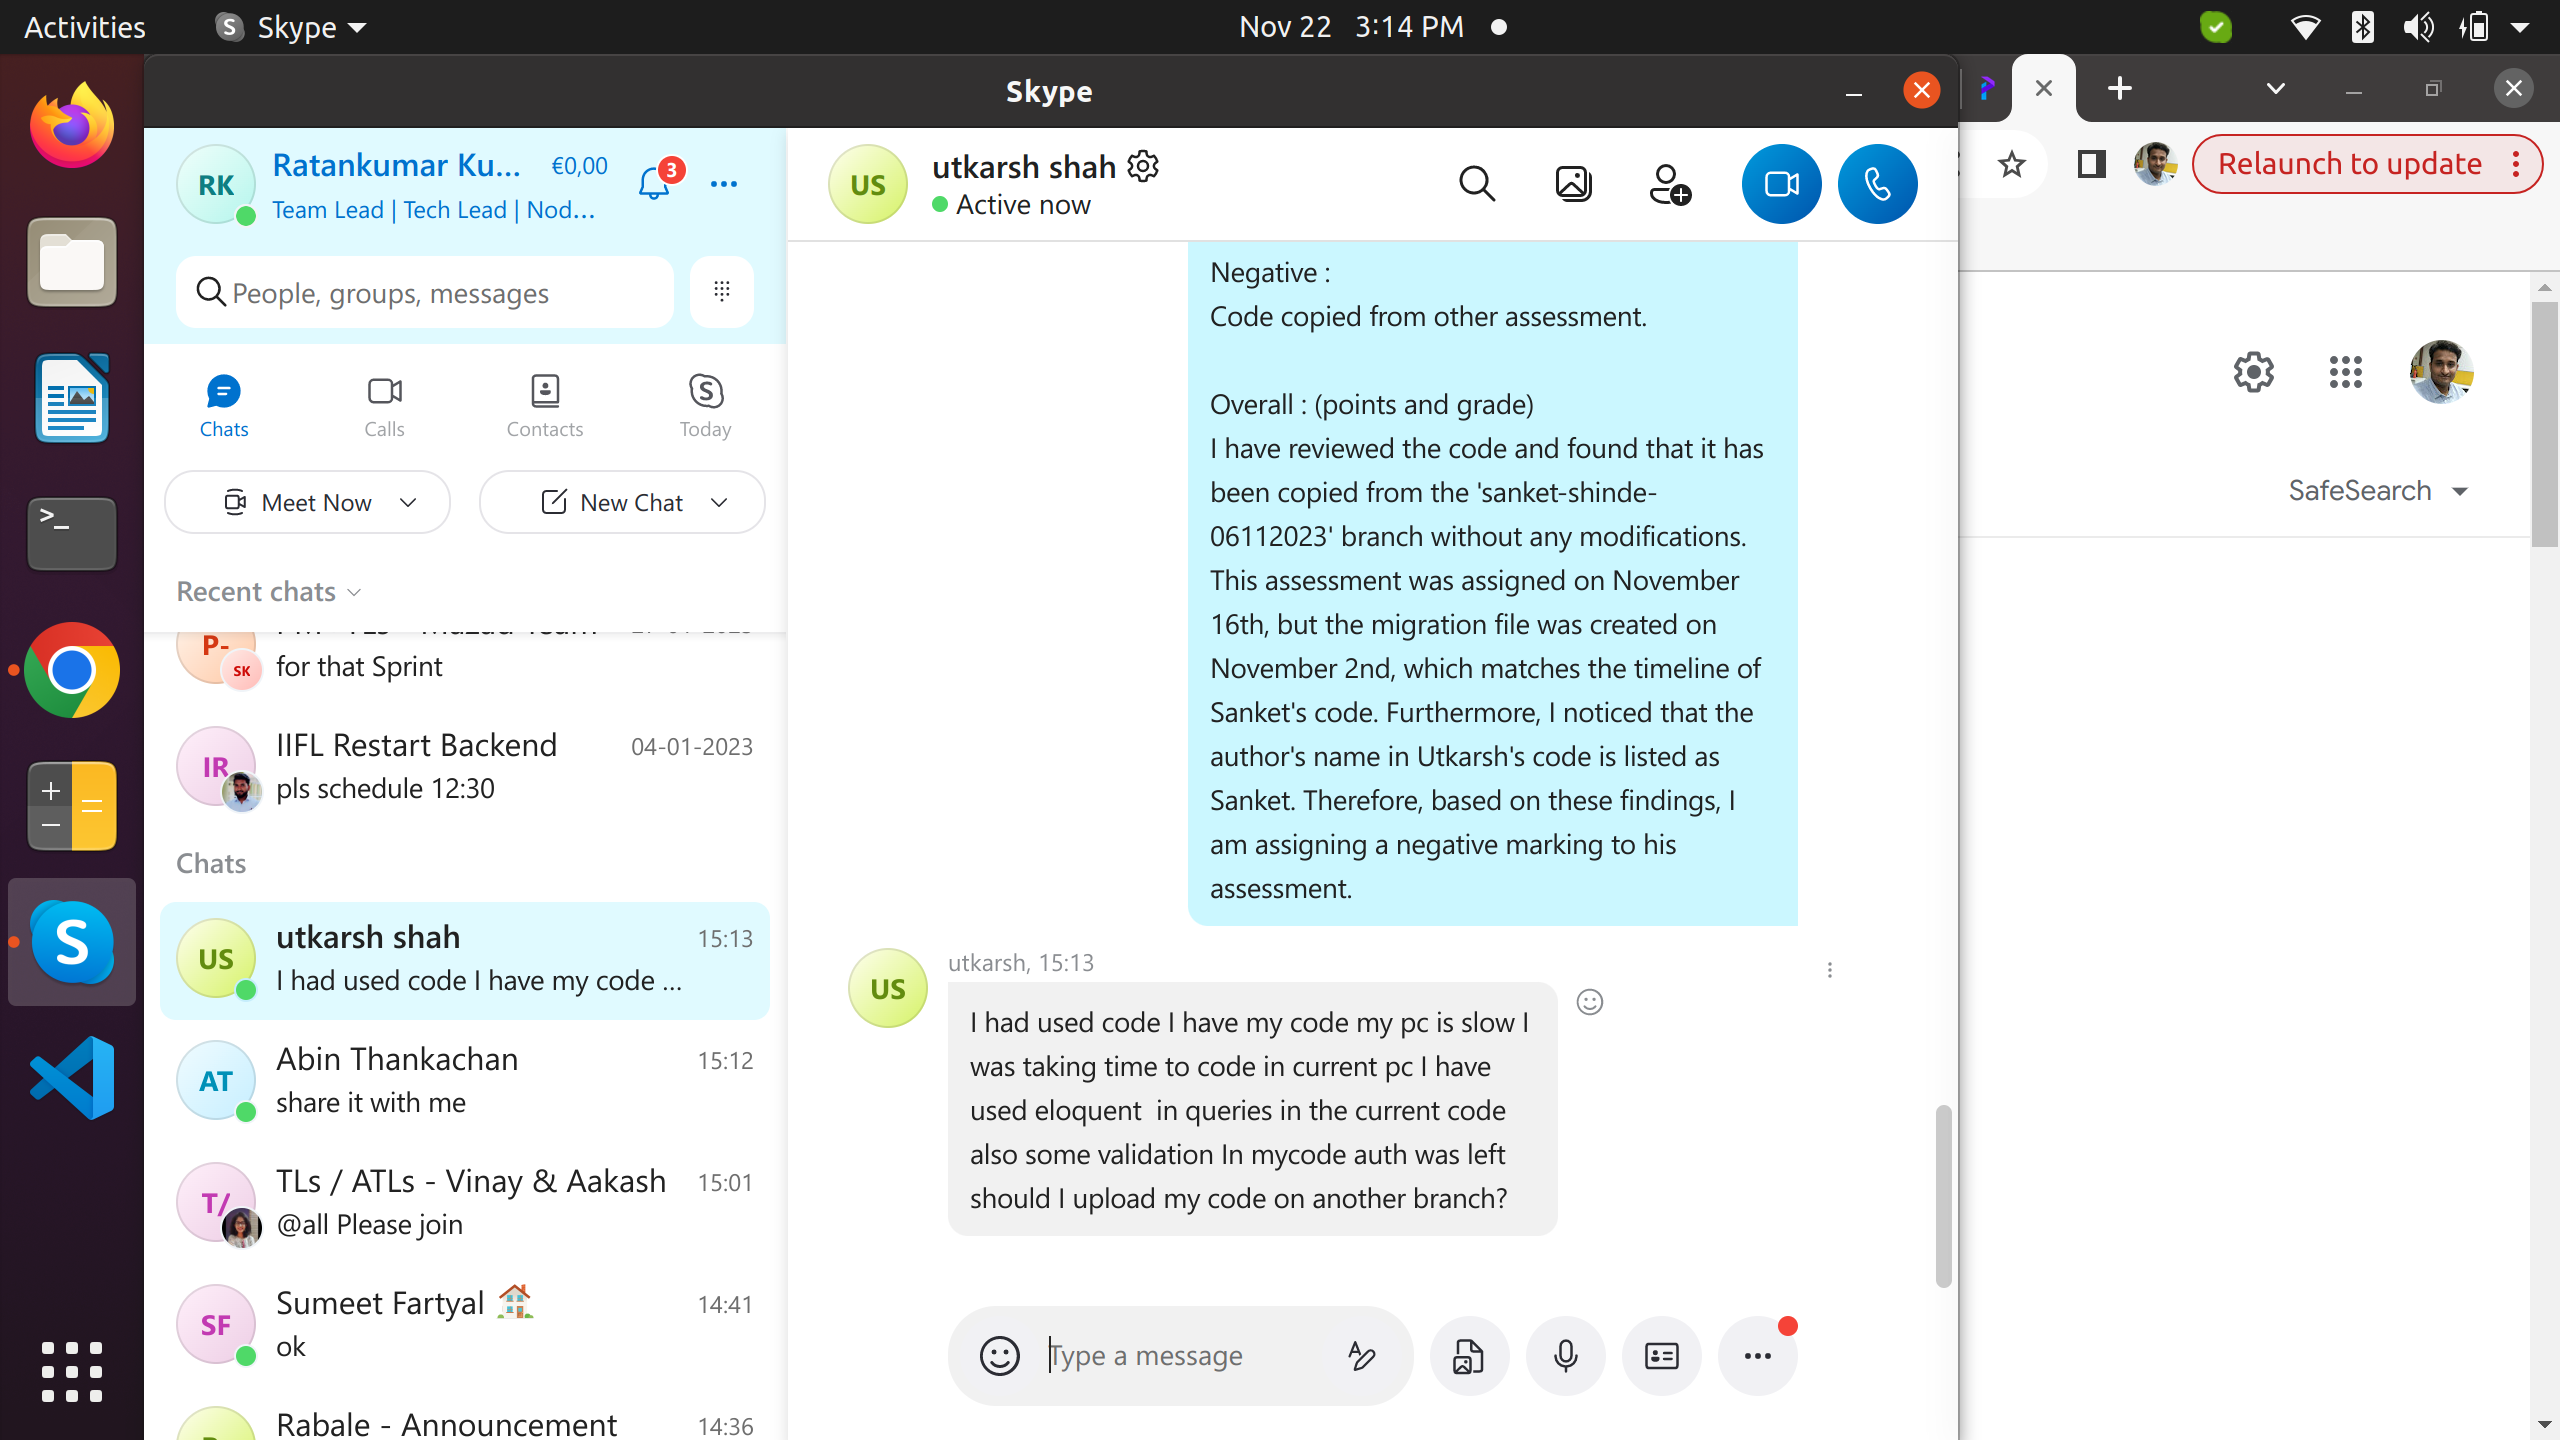 Activities
Skype
Nov 22 3:14 PM
Skype
Relaunch to update
RK
Ratankumar Ku...
€0,00
3
Team Lead | Tech Lead | Nod...
People, groups, messages
Chats
Calls
Contacts
Today
Meet Now
New Chat
Recent chats
P-
SK
for that Sprint
IR
IIFL Restart Backend
04-01-2023
pls schedule 12:30
Chats
US
utkarsh shah
15:13
I had used code I have my code ...
AT
Abin Thankachan
15:12
share it with me
T/
TLs / ATLs - Vinay & Aakash
15:01
@all Please join
SF
Sumeet Fartyal
14:41
ok
Rabale - Announcement
14:36
US
utkarsh shah
Active now
Negative :
Code copied from other assessment.
Overall : (points and grade)
I have reviewed the code and found that it has
been copied from the 'sanket-shinde-
06112023' branch without any modifications.
This assessment was assigned on November
16th, but the migration file was created on
November 2nd, which matches the timeline of
Sanket's code. Furthermore, I noticed that the
author's name in Utkarsh's code is listed as
Sanket. Therefore, based on these findings, I
am assigning a negative marking to his
assessment.
utkarsh, 15:13
US
I had used code I have my code my pc is slow I
was taking time to code in current pc I have
used eloquent  in queries in the current code
also some validation In mycode auth was left
should I upload my code on another branch?
Type a message
SafeSearch